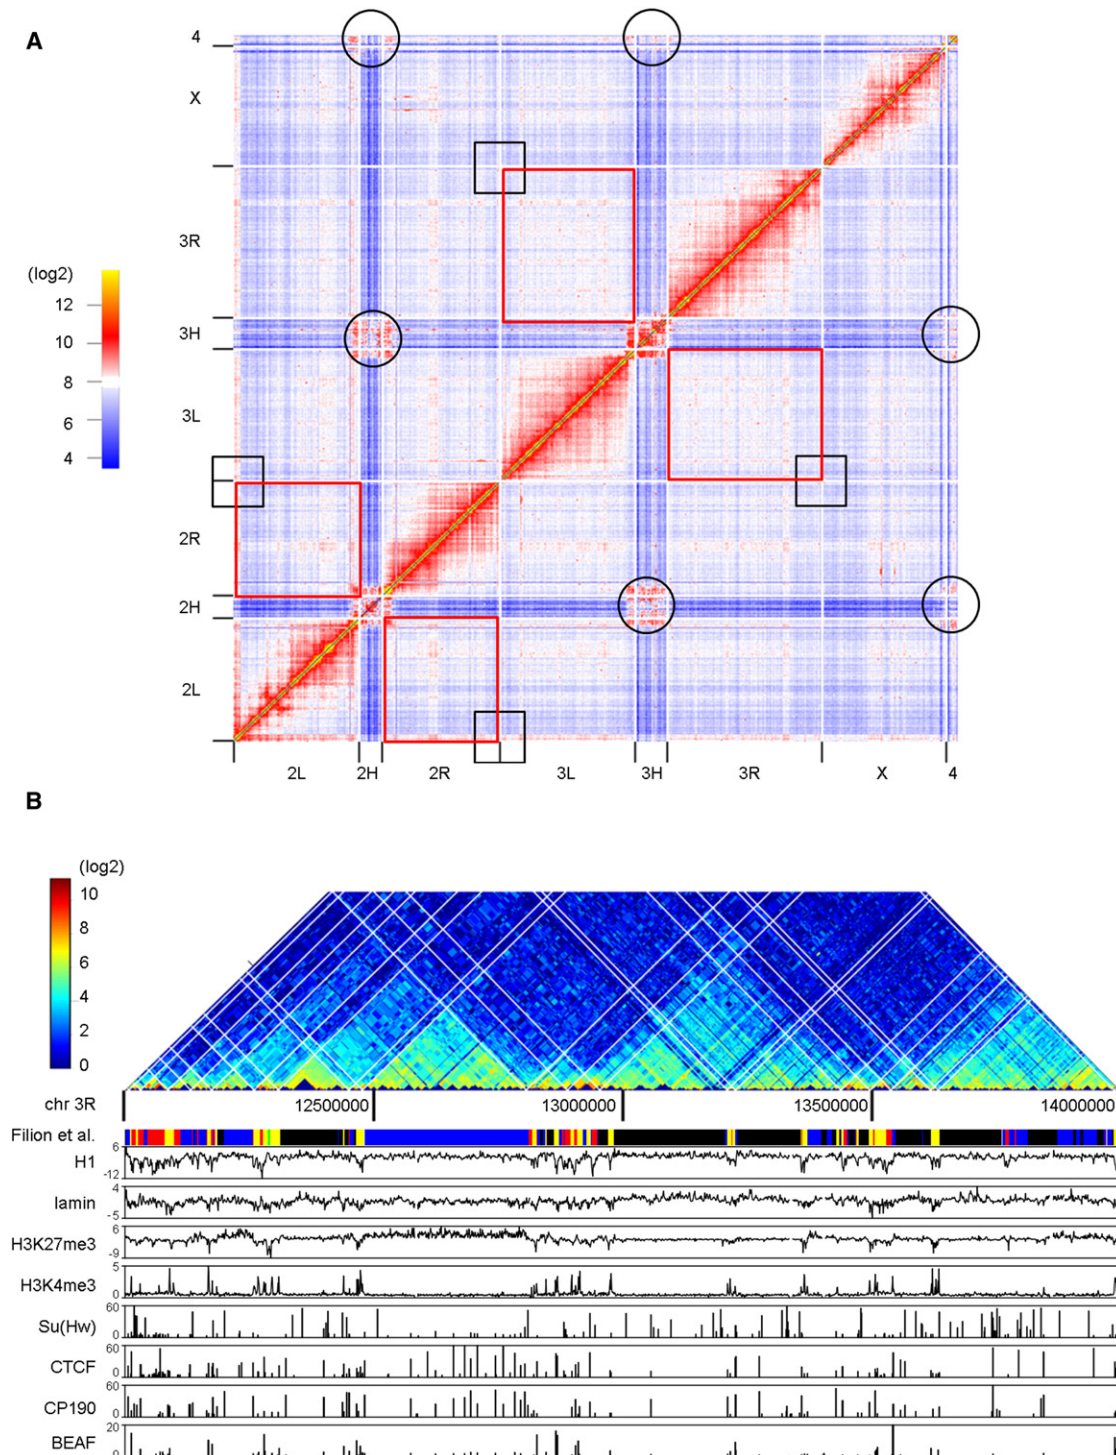 A
4
X
3R
(log2)
12
10
8
6
4
3H
3L
2R
2H
2L
2L 2H 2R 3L 3H 3R X 4
B
(log2)
10
8
6
4
2
0
chr 3R 12500000 13000000 13500000 14000000
Filion et al.
H1 6 -12
lamin 4 -5
H3K27me3 6 -9
H3K4me3 5 0
Su(Hw) 60 0
CTCF 60 0
CP190 60 0
BEAF 20 0